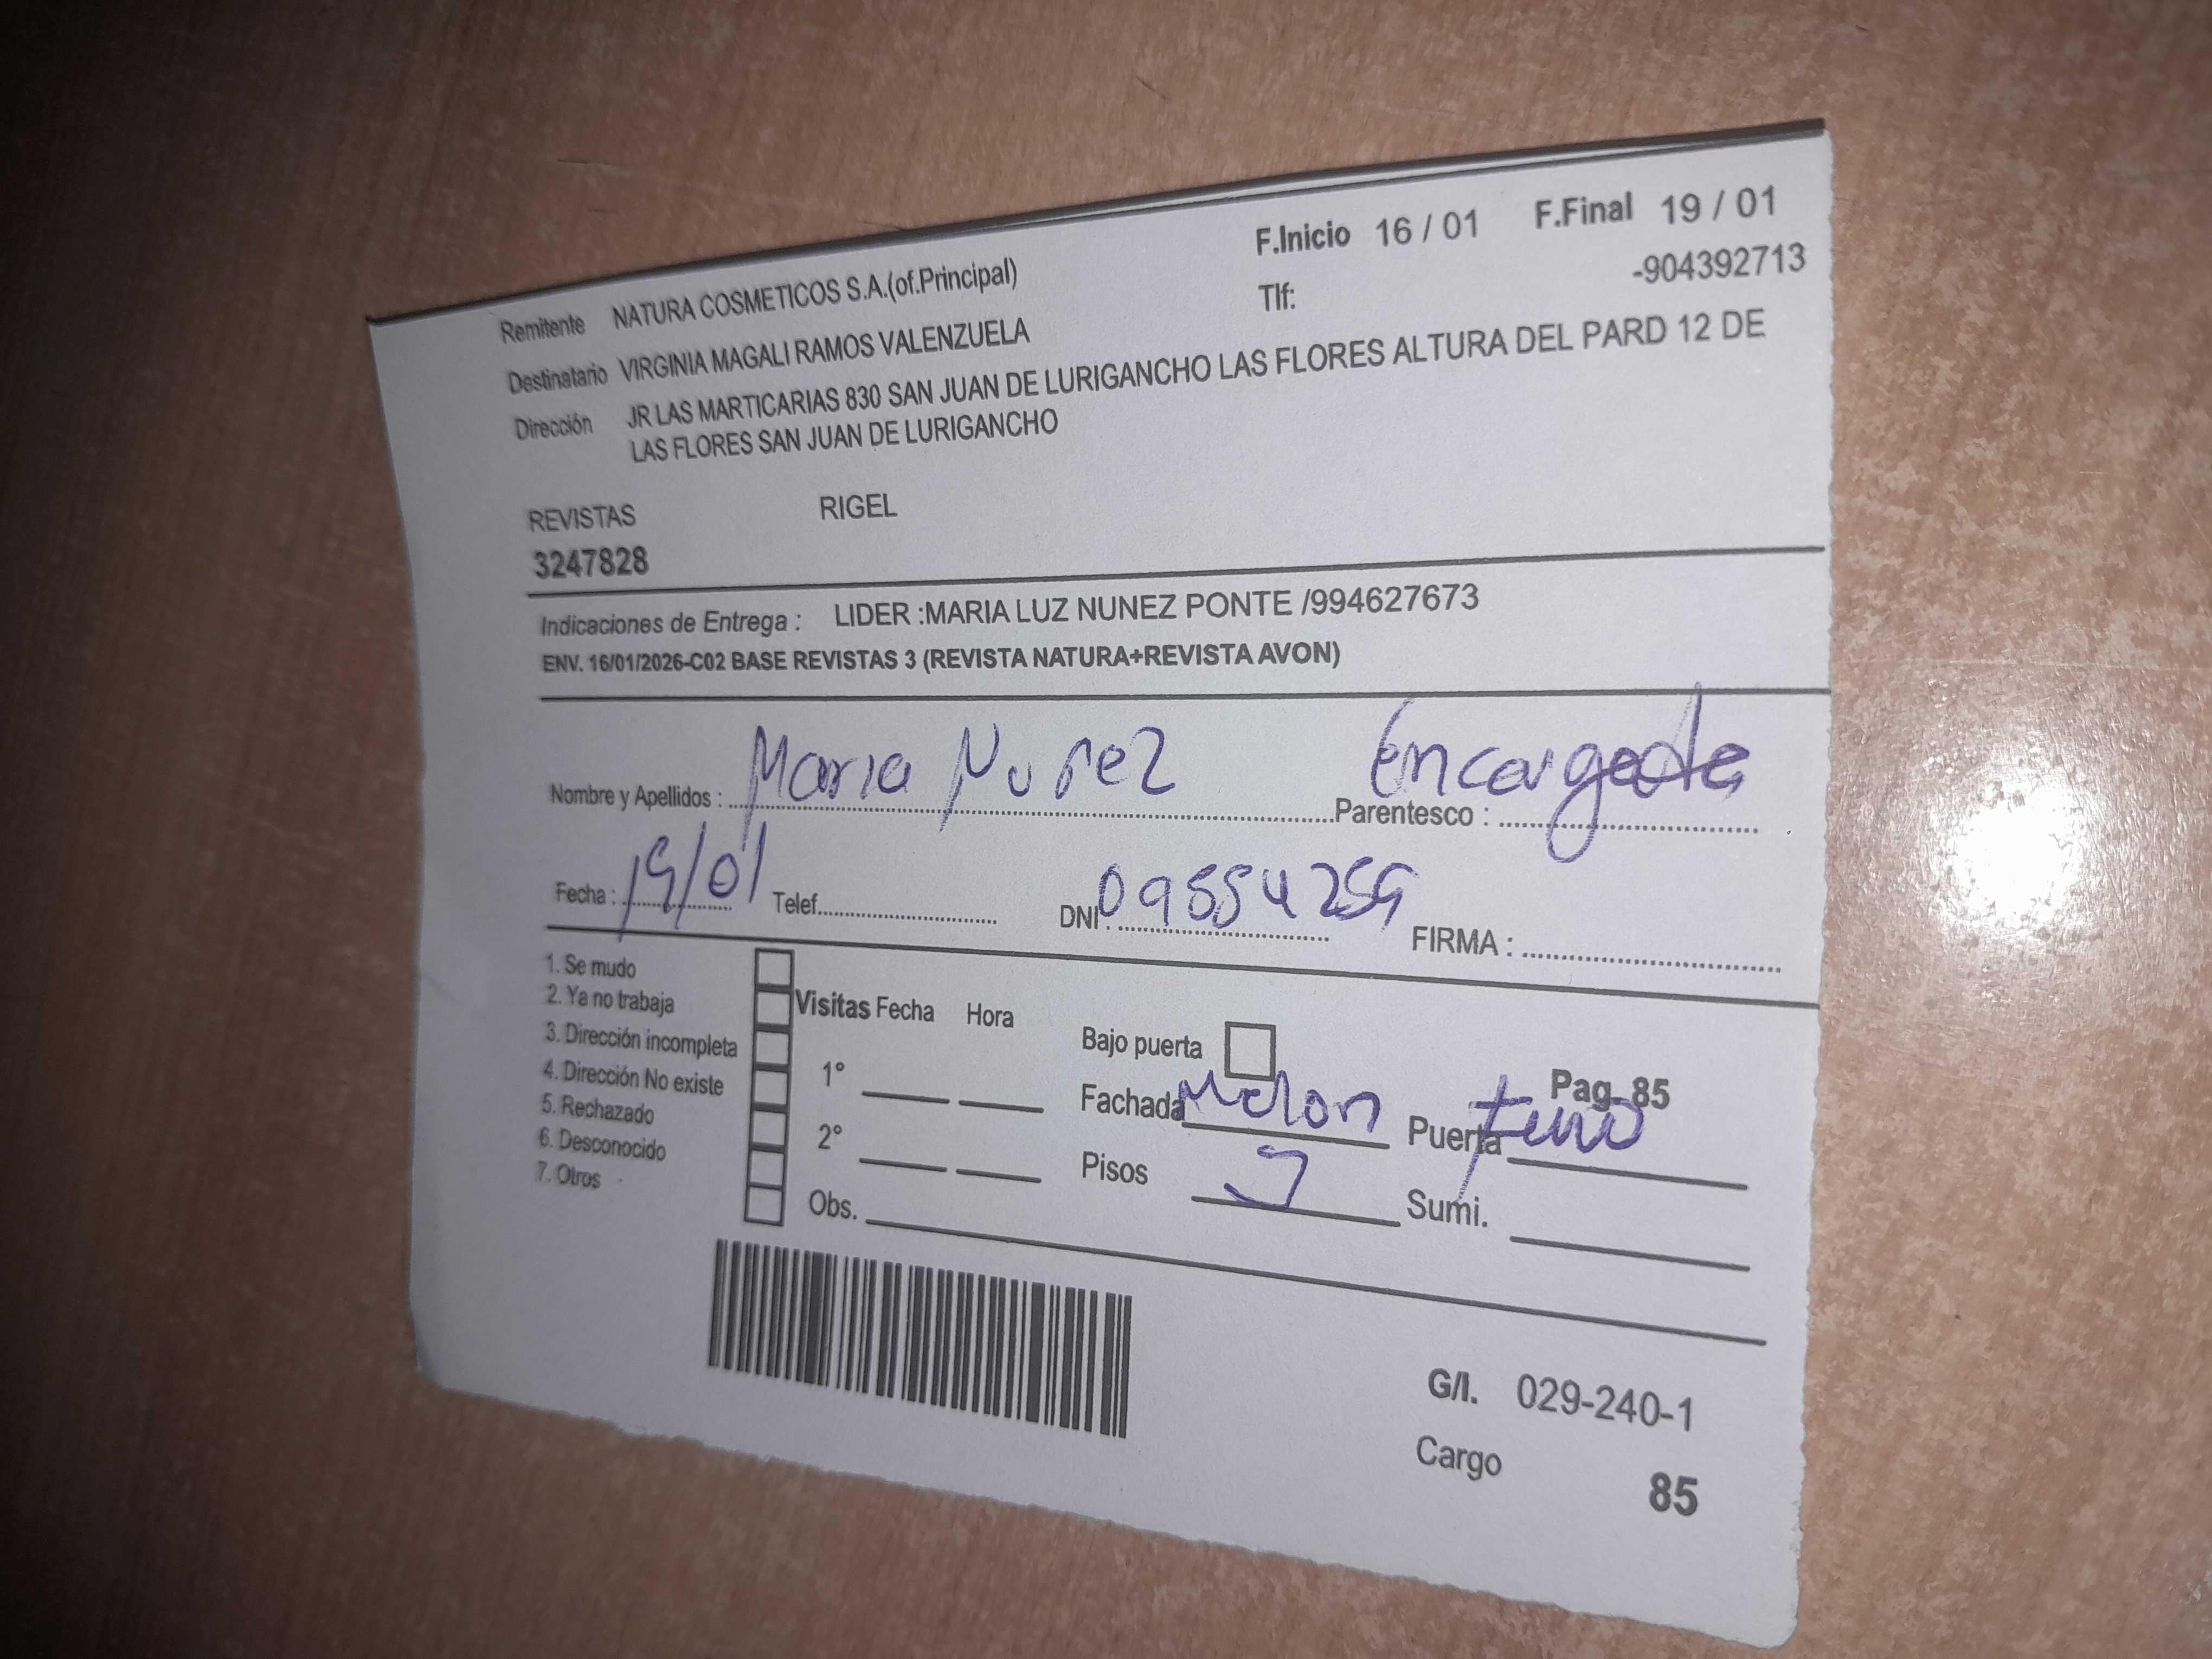 F.Inicio 16 / 01 F.Final 19 / 01
Remitente NATURA COSMETICOS S.A.(of.Principal) Tlf: -904392713
Destinatario VIRGINIA MAGALI RAMOS VALENZUELA
Dirección JR LAS MARTICARIAS 830 SAN JUAN DE LURIGANCHO LAS FLORES ALTURA DEL PARD 12 DE
LAS FLORES SAN JUAN DE LURIGANCHO
REVISTAS RIGEL
3247828
Indicaciones de Entrega : LIDER :MARIA LUZ NUNEZ PONTE /994627673
ENV. 16/01/2026-C02 BASE REVISTAS 3 (REVISTA NATURA+REVISTA AVON)
Nombre y Apellidos : Maria Nuñez Parentesco : Encargada
Fecha : 19/01 Telef. DNI: 09554259 FIRMA :
1. Se mudo
2. Ya no trabaja
3. Dirección incompleta
4. Dirección No existe
5. Rechazado
6. Desconocido
7. Otros
Visitas Fecha Hora
1°
2°
Obs.
Bajo puerta
Fachada Melon Puerta
Pisos Sumi.
Pag. 85
G/I. 029-240-1
Cargo 85